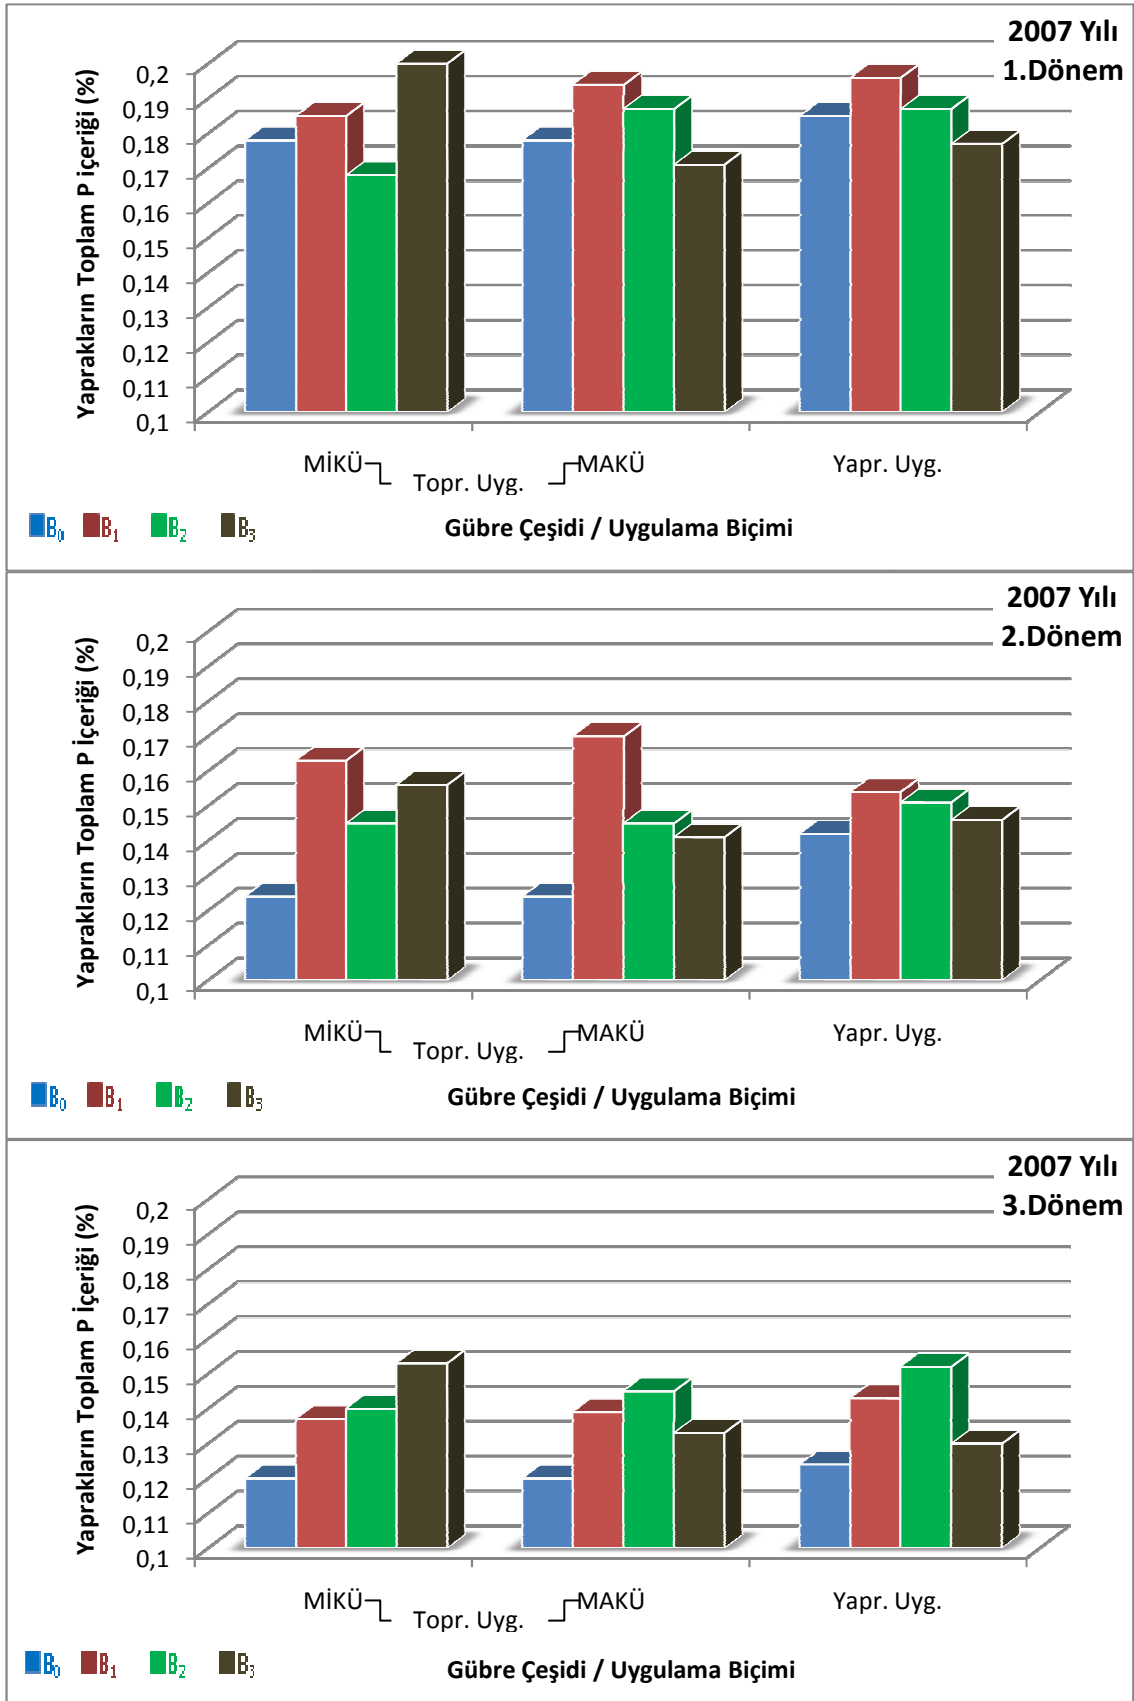 2007 Yılı
1.Dönem
Yaprakların Toplam P içeriği (%)
0,2
0,19
0,18
0,17
0,16
0,15
0,14
0,13
0,12
0,11
0,1
MİKÜ
Topr. Uyg.
MAKÜ
Yapr. Uyg.
B₀ B₁ B₂ B₃
Gübre Çeşidi / Uygulama Biçimi
2007 Yılı
2.Dönem
Yaprakların Toplam P İçeriği (%)
0,2
0,19
0,18
0,17
0,16
0,15
0,14
0,13
0,12
0,11
0,1
MİKÜ
Topr. Uyg.
MAKÜ
Yapr. Uyg.
B₀ B₁ B₂ B₃
Gübre Çeşidi / Uygulama Biçimi
2007 Yılı
3.Dönem
Yaprakların Toplam P İçeriği (%)
0,2
0,19
0,18
0,17
0,16
0,15
0,14
0,13
0,12
0,11
0,1
MİKÜ
Topr. Uyg.
MAKÜ
Yapr. Uyg.
B₀ B₁ B₂ B₃
Gübre Çeşidi / Uygulama Biçimi